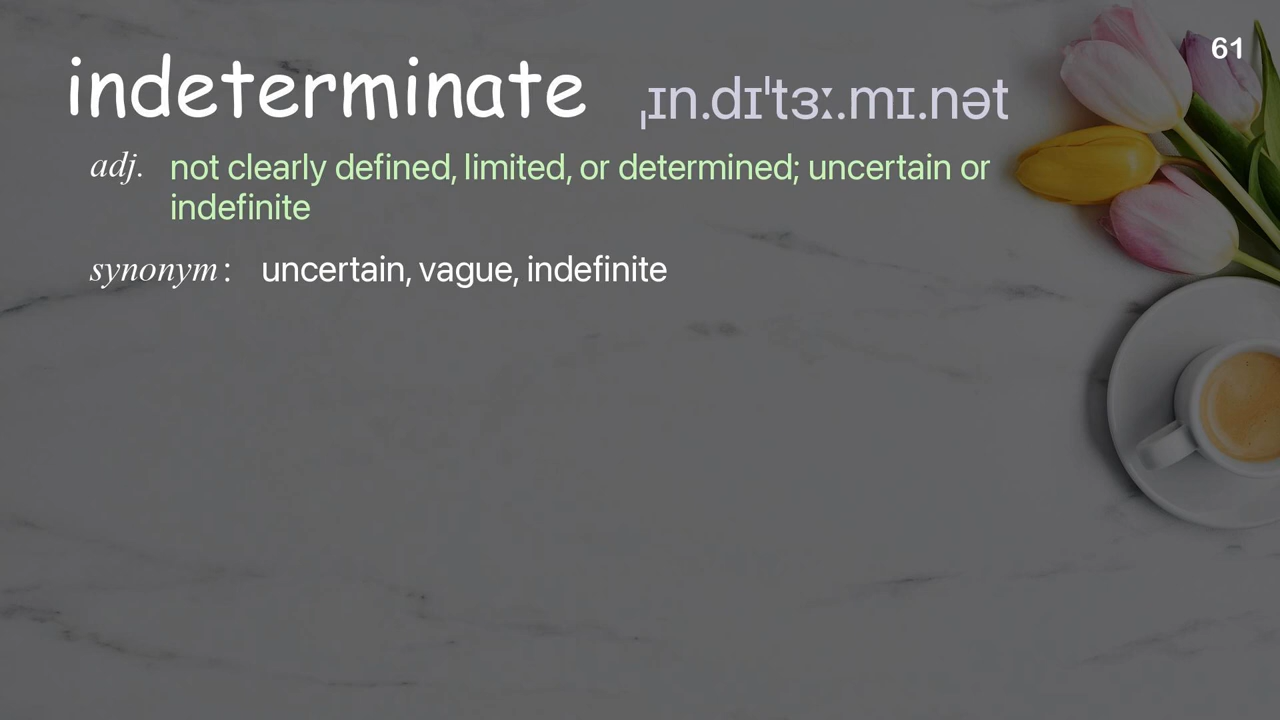 61
indeterminate ˌɪn.dɪˈtɜː.mɪ.nət
adj. not clearly defined, limited, or determined; uncertain or
indefinite
synonym: uncertain, vague, indefinite